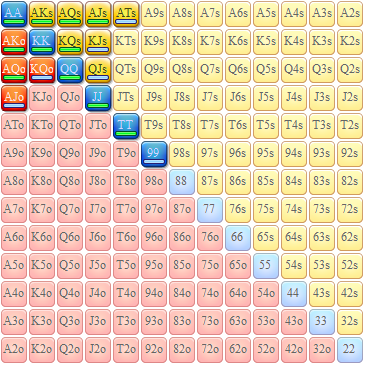 AA AKs AQs AJs ATs A9s A8s A7s A6s A5s A4s A3s A2s
AKo KK KQs KJs KTs K9s K8s K7s K6s K5s K4s K3s K2s
AQo KQo QQ QJs QTs Q9s Q8s Q7s Q6s Q5s Q4s Q3s Q2s
AJo KJo QJo JJ JTs J9s J8s J7s J6s J5s J4s J3s J2s
ATo KTo QTo JTo TT T9s T8s T7s T6s T5s T4s T3s T2s
A9o K9o Q9o J9o T9o 99 98s 97s 96s 95s 94s 93s 92s
A8o K8o Q8o J8o T8o 98o 88 87s 86s 85s 84s 83s 82s
A7o K7o Q7o J7o T7o 97o 87o 77 76s 75s 74s 73s 72s
A6o K6o Q6o J6o T6o 96o 86o 76o 66 65s 64s 63s 62s
A5o K5o Q5o J5o T5o 95o 85o 75o 65o 55 54s 53s 52s
A4o K4o Q4o J4o T4o 94o 84o 74o 64o 54o 44 43s 42s
A3o K3o Q3o J3o T3o 93o 83o 73o 63o 53o 43o 33 32s
A2o K2o Q2o J2o T2o 92o 82o 72o 62o 52o 42o 32o 22